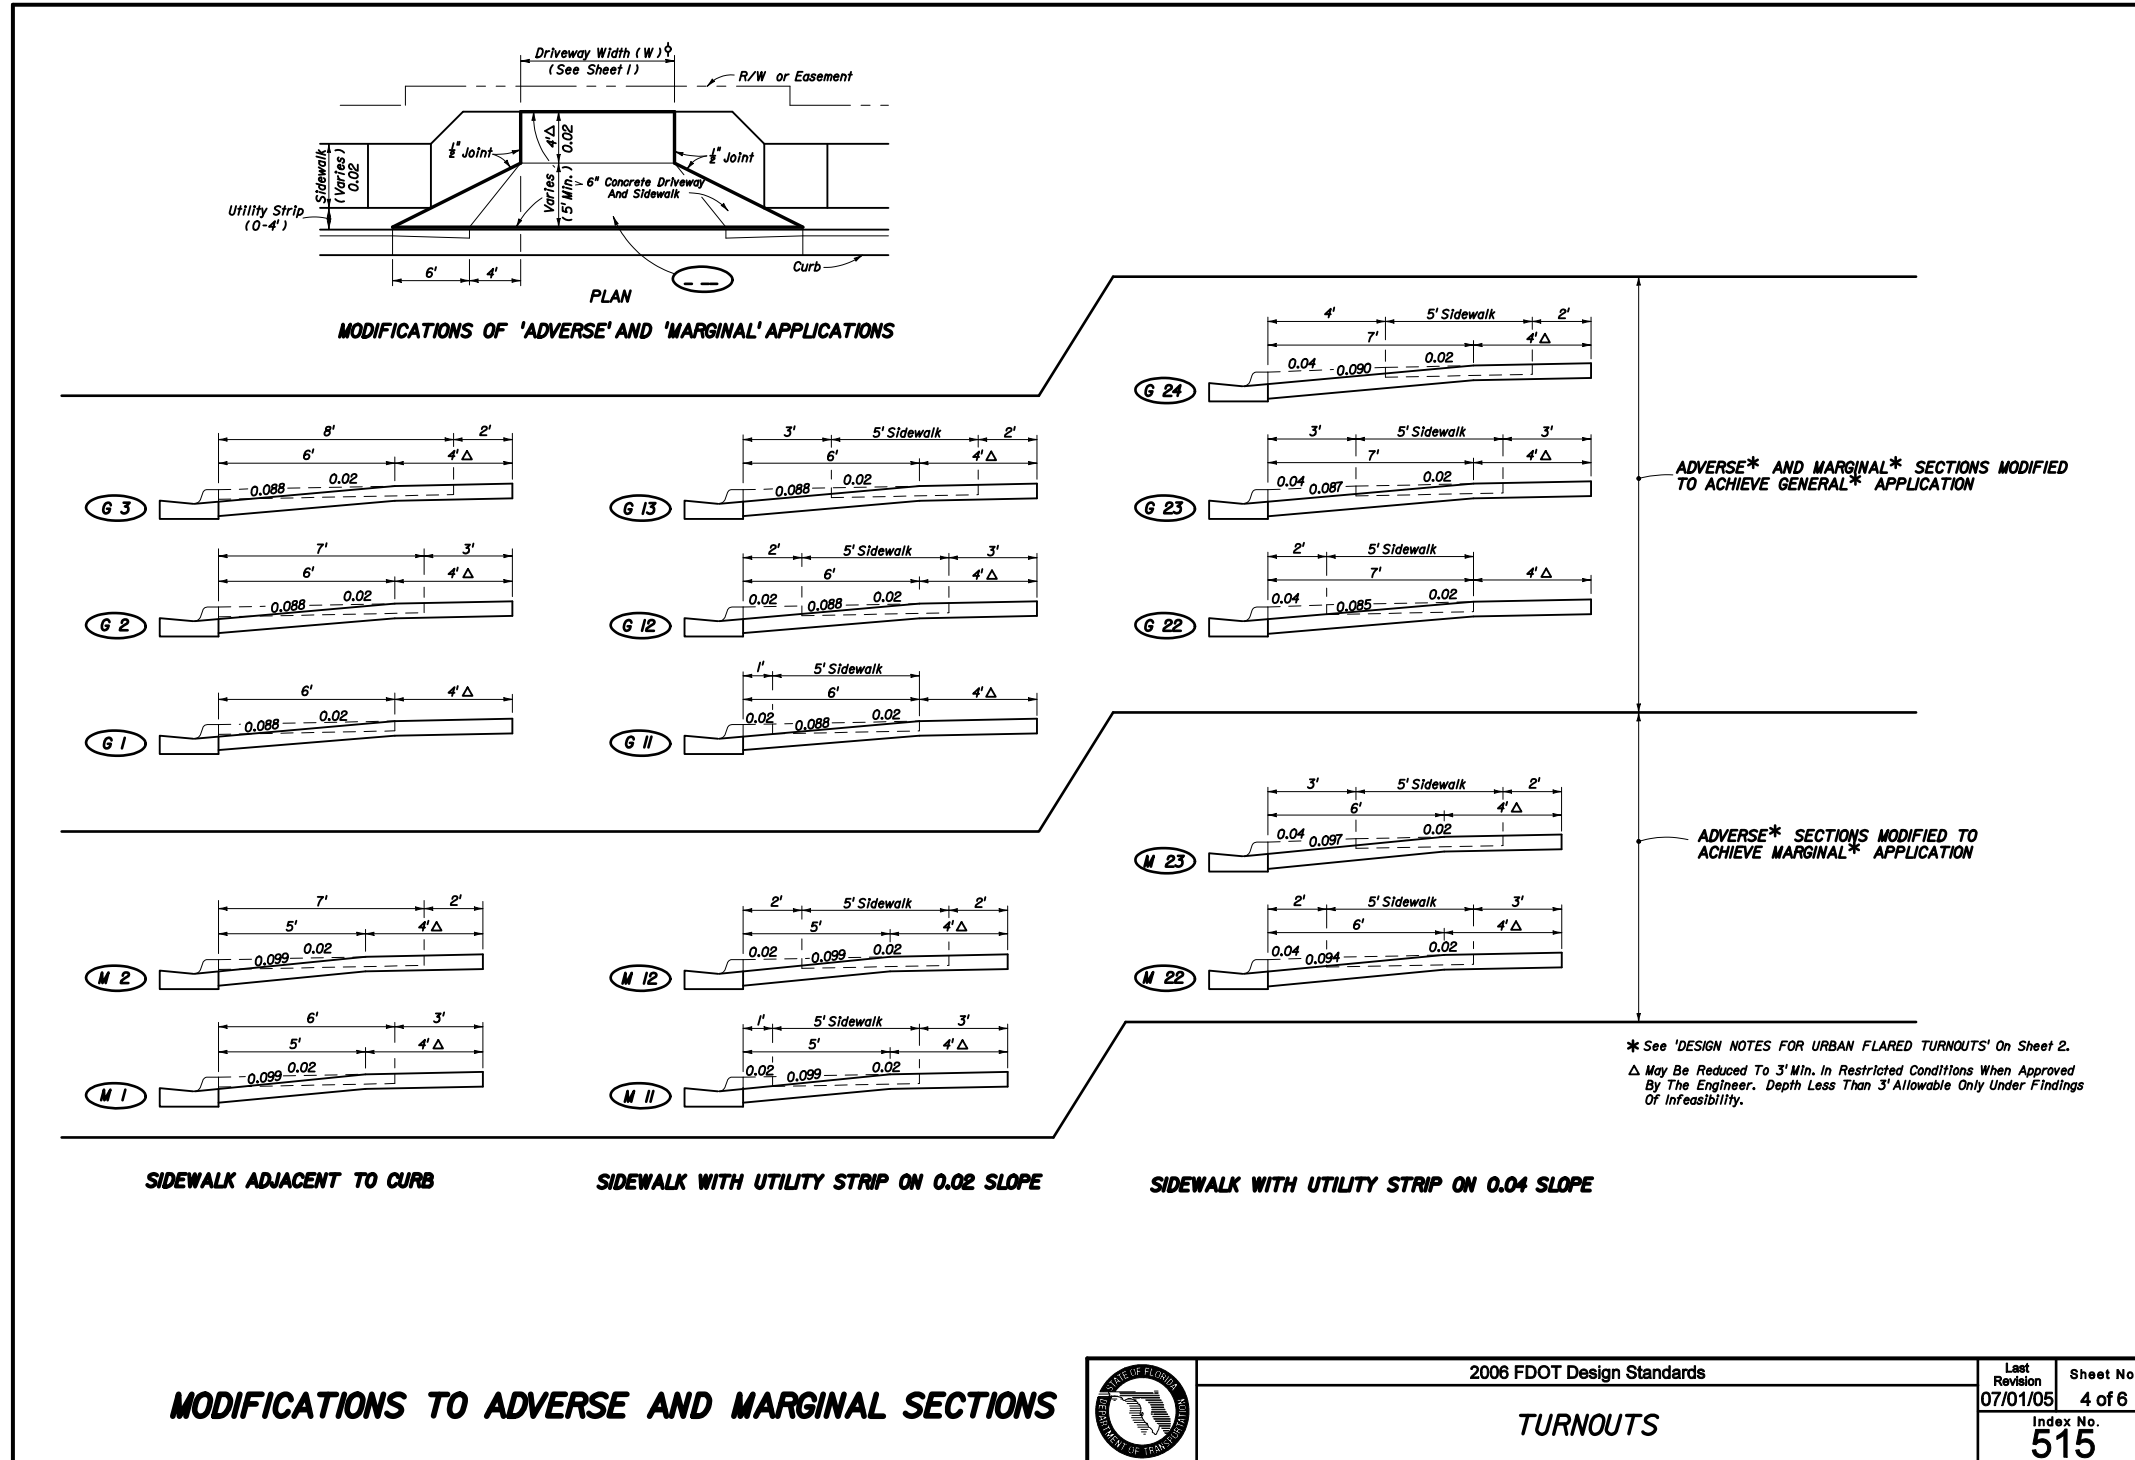 Driveway Width (W) ϕ
(See Sheet 1)
R/W or Easement
4' Δ
0.02
½" Joint
½" Joint
Sidewalk
(Varies)
0.02
Varies
(5' Min.)
6" Concrete Driveway
And Sidewalk
Utility Strip
(0-4')
6'
4'
Curb
PLAN
MODIFICATIONS OF 'ADVERSE' AND 'MARGINAL' APPLICATIONS
G 3
8' 2'
6' 4' Δ
0.088 0.02
G 2
7' 3'
6' 4' Δ
0.088 0.02
G 1
6' 4' Δ
0.088 0.02
M 2
7' 2'
5' 4' Δ
0.099 0.02
M 1
6' 3'
5' 4' Δ
0.099 0.02
SIDEWALK ADJACENT TO CURB
G 13
3' 5' Sidewalk 2'
6' 4' Δ
0.088 0.02
G 12
2' 5' Sidewalk 3'
6' 4' Δ
0.02 0.088 0.02
G 11
1' 5' Sidewalk
6' 4' Δ
0.02 0.088 0.02
M 12
2' 5' Sidewalk 2'
5' 4' Δ
0.02 0.099 0.02
M 11
1' 5' Sidewalk 3'
5' 4' Δ
0.02 0.099 0.02
SIDEWALK WITH UTILITY STRIP ON 0.02 SLOPE
G 24
4' 5' Sidewalk 2'
7' 4' Δ
0.04 0.090 0.02
G 23
3' 5' Sidewalk 3'
7' 4' Δ
0.04 0.087 0.02
G 22
2' 5' Sidewalk
7' 4' Δ
0.04 0.085 0.02
M 23
3' 5' Sidewalk 2'
6' 4' Δ
0.04 0.097 0.02
M 22
2' 5' Sidewalk 3'
6' 4' Δ
0.04 0.094 0.02
SIDEWALK WITH UTILITY STRIP ON 0.04 SLOPE
ADVERSE* AND MARGINAL* SECTIONS MODIFIED
TO ACHIEVE GENERAL* APPLICATION
ADVERSE* SECTIONS MODIFIED TO
ACHIEVE MARGINAL* APPLICATION
* See 'DESIGN NOTES FOR URBAN FLARED TURNOUTS' On Sheet 2.
Δ May Be Reduced To 3' Min. In Restricted Conditions When Approved
By The Engineer. Depth Less Than 3' Allowable Only Under Findings
Of Infeasibility.
MODIFICATIONS TO ADVERSE AND MARGINAL SECTIONS
STATE OF FLORIDA
DEPARTMENT OF TRANSPORTATION
2006 FDOT Design Standards
TURNOUTS
Last
Revision
07/01/05
Sheet No
4 of 6
Index No.
515